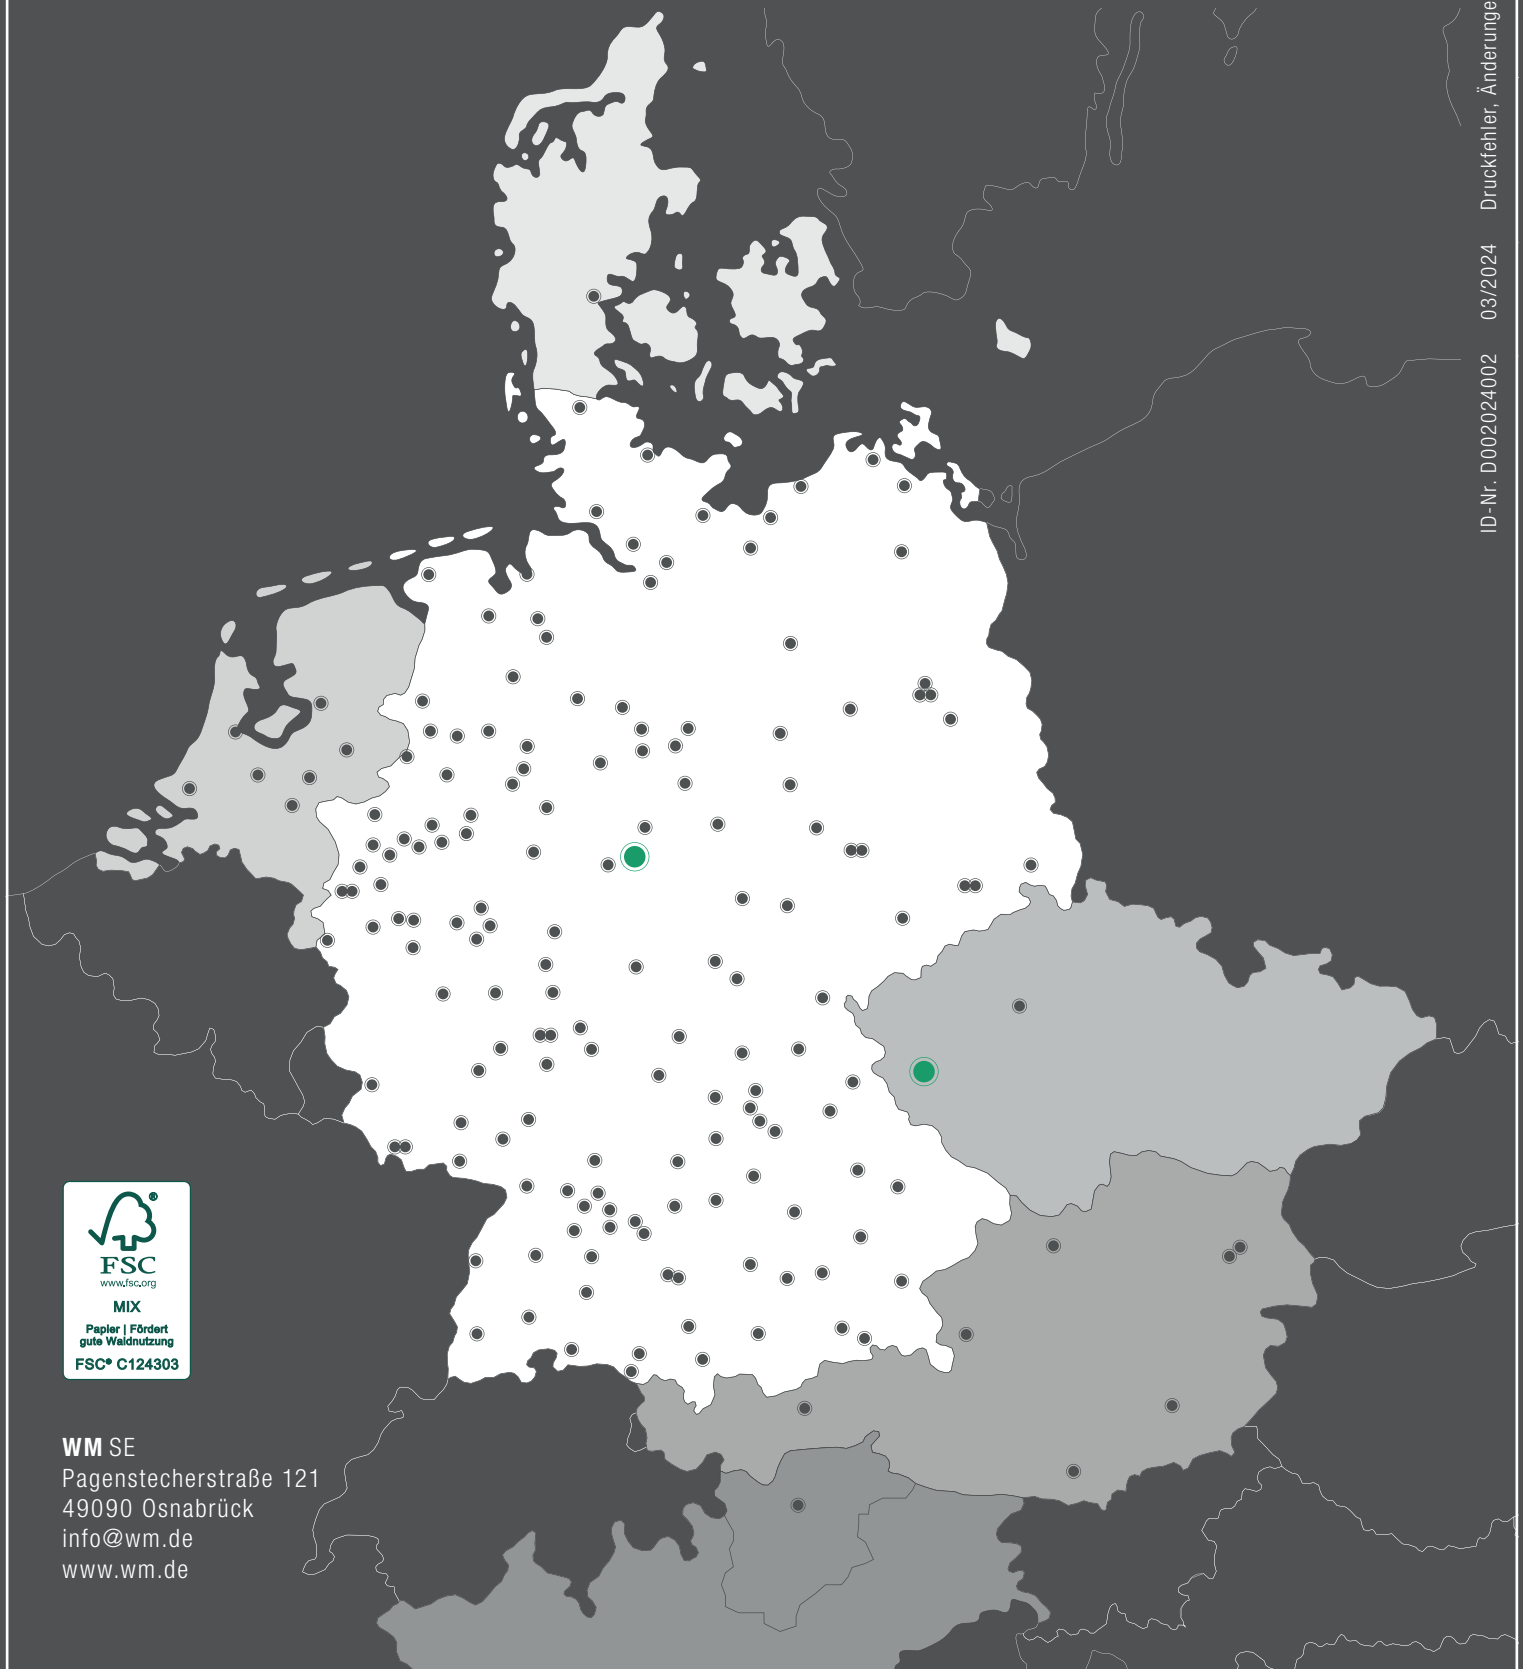 ID-Nr. D002024002 03/2024 Druckfehler, Änderunge
®
FSC
www.fsc.org
MIX
Papier | Fördert
gute Waldnutzung
FSC® C124303
WM SE
Pagenstecherstraße 121
49090 Osnabrück
info@wm.de
www.wm.de